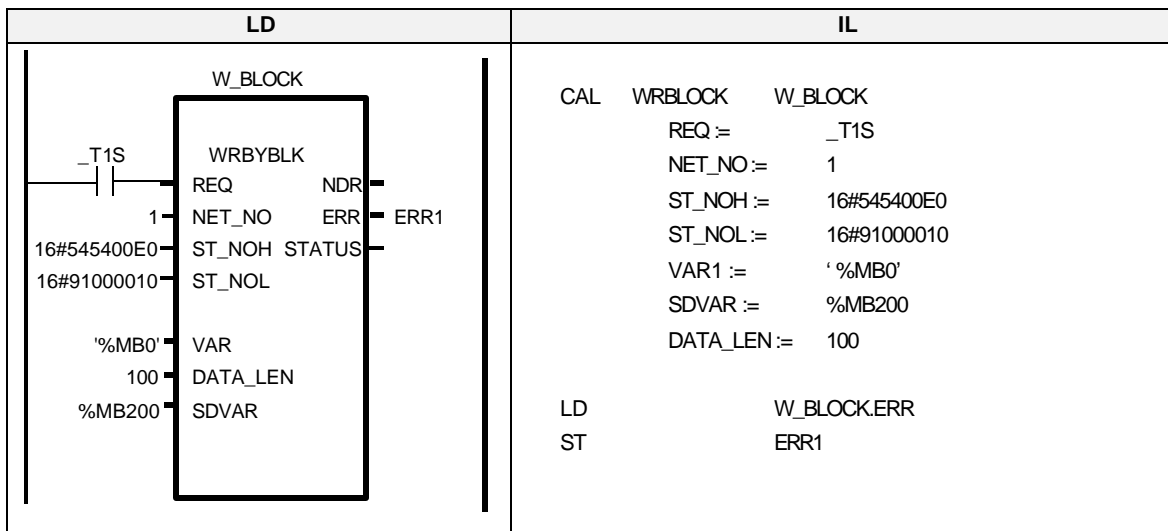 LD
IL
W_BLOCK
_T1S
WRBYBLK
REQ NDR
1 NET_NO ERR ERR1
16#545400E0 ST_NOH STATUS
16#91000010 ST_NOL
'%MB0' VAR
100 DATA_LEN
%MB200 SDVAR
CAL WRBLOCK W_BLOCK
REQ := _T1S
NET_NO := 1
ST_NOH := 16#545400E0
ST_NOL := 16#91000010
VAR1 := ‘ %MB0’
SDVAR := %MB200
DATA_LEN := 100
LD W_BLOCK.ERR
ST ERR1